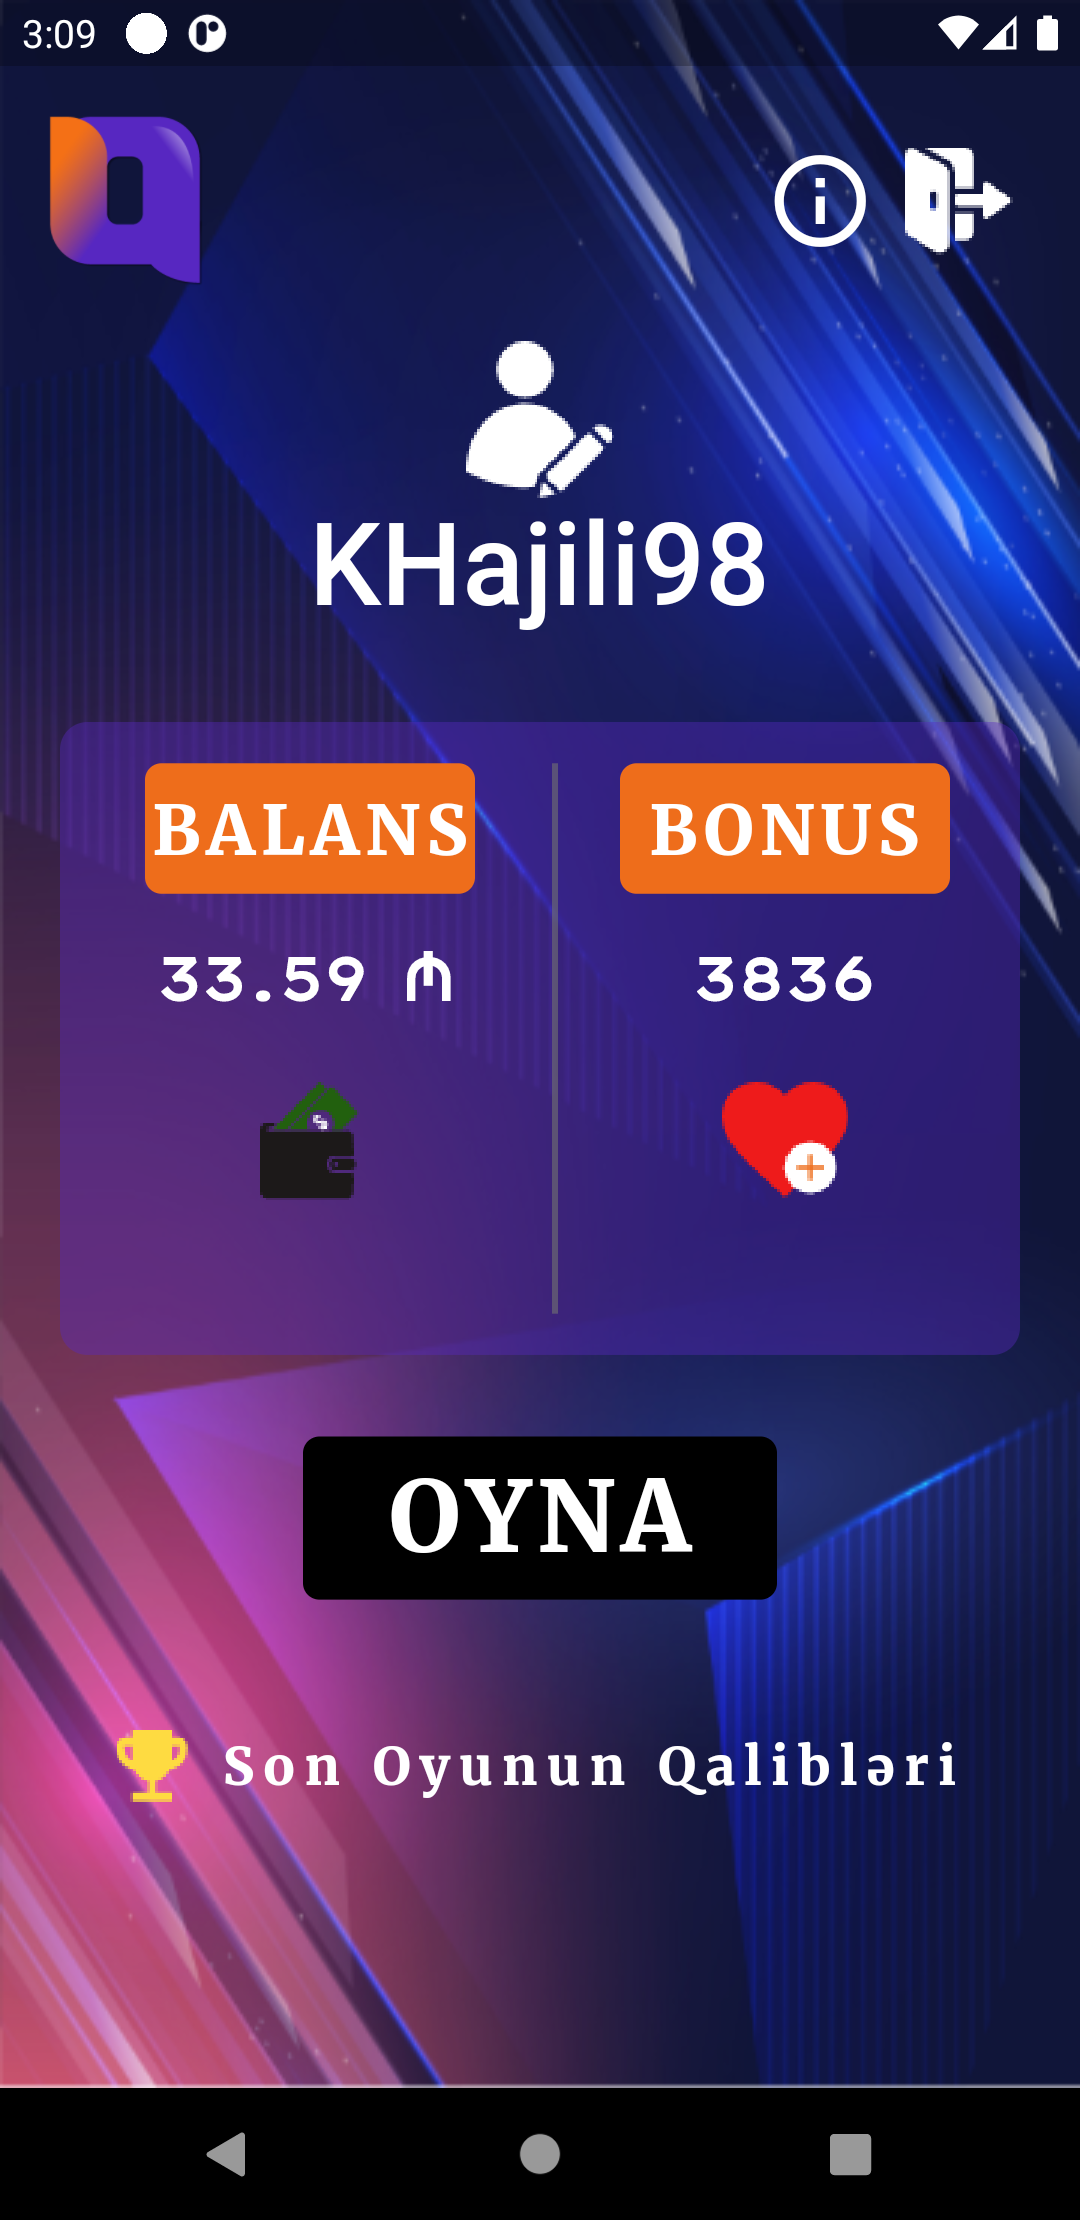 3:09
KHajili98
BALANS
BONUS
33.59 ₼
3836
OYNA
Son Oyunun Qalibləri